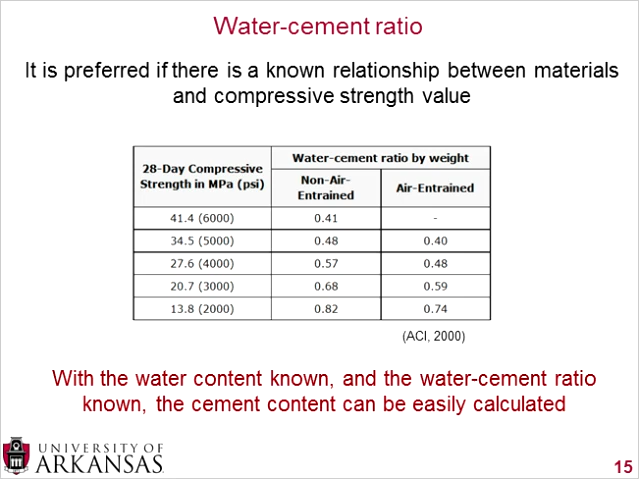 Water-cement ratio
It is preferred if there is a known relationship between materials
and compressive strength value
28-Day Compressive
Strength in MPa (psi)
Water-cement ratio by weight
Non-Air-
Entrained
Air-Entrained
41.4 (6000) 0.41 -
34.5 (5000) 0.48 0.40
27.6 (4000) 0.57 0.48
20.7 (3000) 0.68 0.59
13.8 (2000) 0.82 0.74
(ACI, 2000)
With the water content known, and the water-cement ratio
known, the cement content can be easily calculated
UNIVERSITY OF
ARKANSAS
15